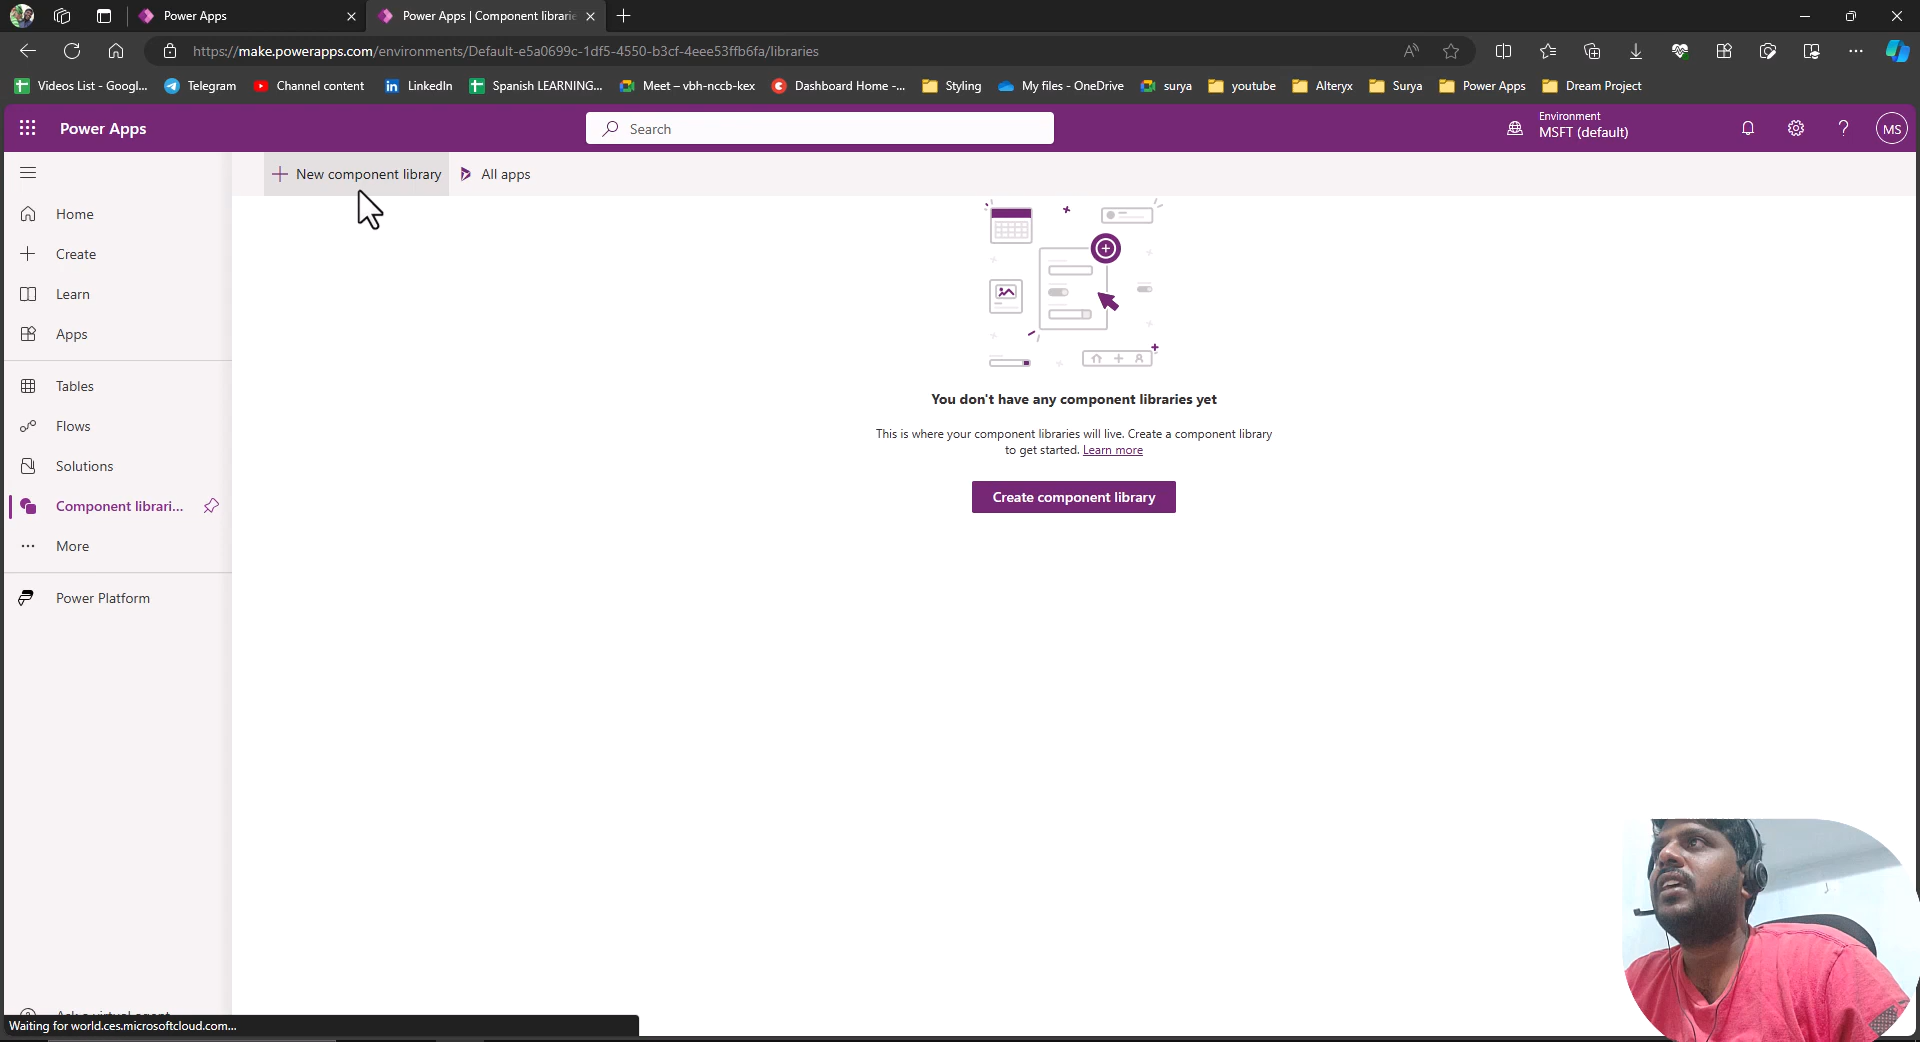 Power Apps
Power Apps | Component librarie
https://make.powerapps.com/environments/Default-e5a0699c-1df5-4550-b3cf-4eee53ffb6fa/libraries
Videos List - Googl...
Telegram
Channel content
LinkedIn
Spanish LEARNING...
Meet – vbh-nccb-kex
Dashboard Home -...
Styling
My files - OneDrive
surya
youtube
Alteryx
Surya
Power Apps
Dream Project
Power Apps
Search
Environment
MSFT (default)
MS
New component library
All apps
Home
Create
Learn
Apps
Tables
Flows
Solutions
Component librari...
More
Power Platform
You don't have any component libraries yet
This is where your component libraries will live. Create a component library
to get started. Learn more
Create component library
Ask a virtual agent
Waiting for world.ces.microsoftcloud.com...